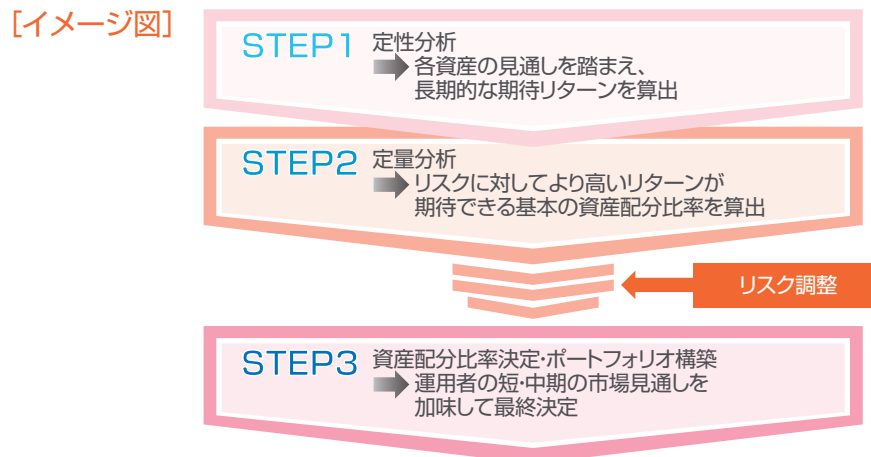 [イメージ図]
STEP1 定性分析
各資産の見通しを踏まえ、
長期的な期待リターンを算出
STEP2 定量分析
リスクに対してより高いリターンが
期待できる基本の資産配分比率を算出
リスク調整
STEP3 資産配分比率決定・ポートフォリオ構築
運用者の短・中期の市場見通しを
加味して最終決定